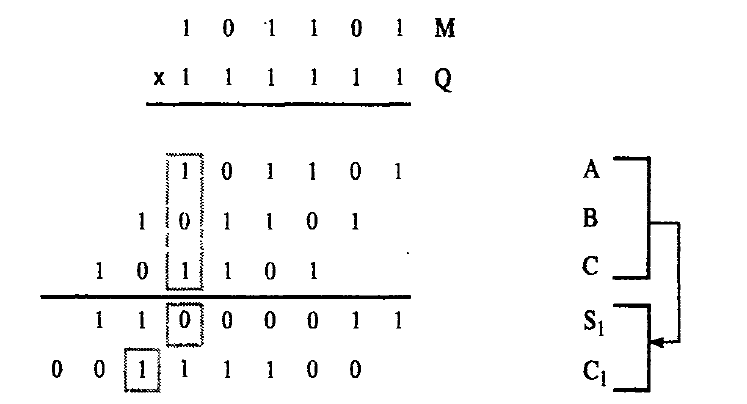 1 0 1 1 0 1 M
x 1 1 1 1 1 1 Q
1 0 1 1 0 1 A
1 0 1 1 0 1 B
1 0 1 1 0 1 C
1 1 0 0 0 0 1 1 S1
0 0 1 1 1 1 0 0 C1